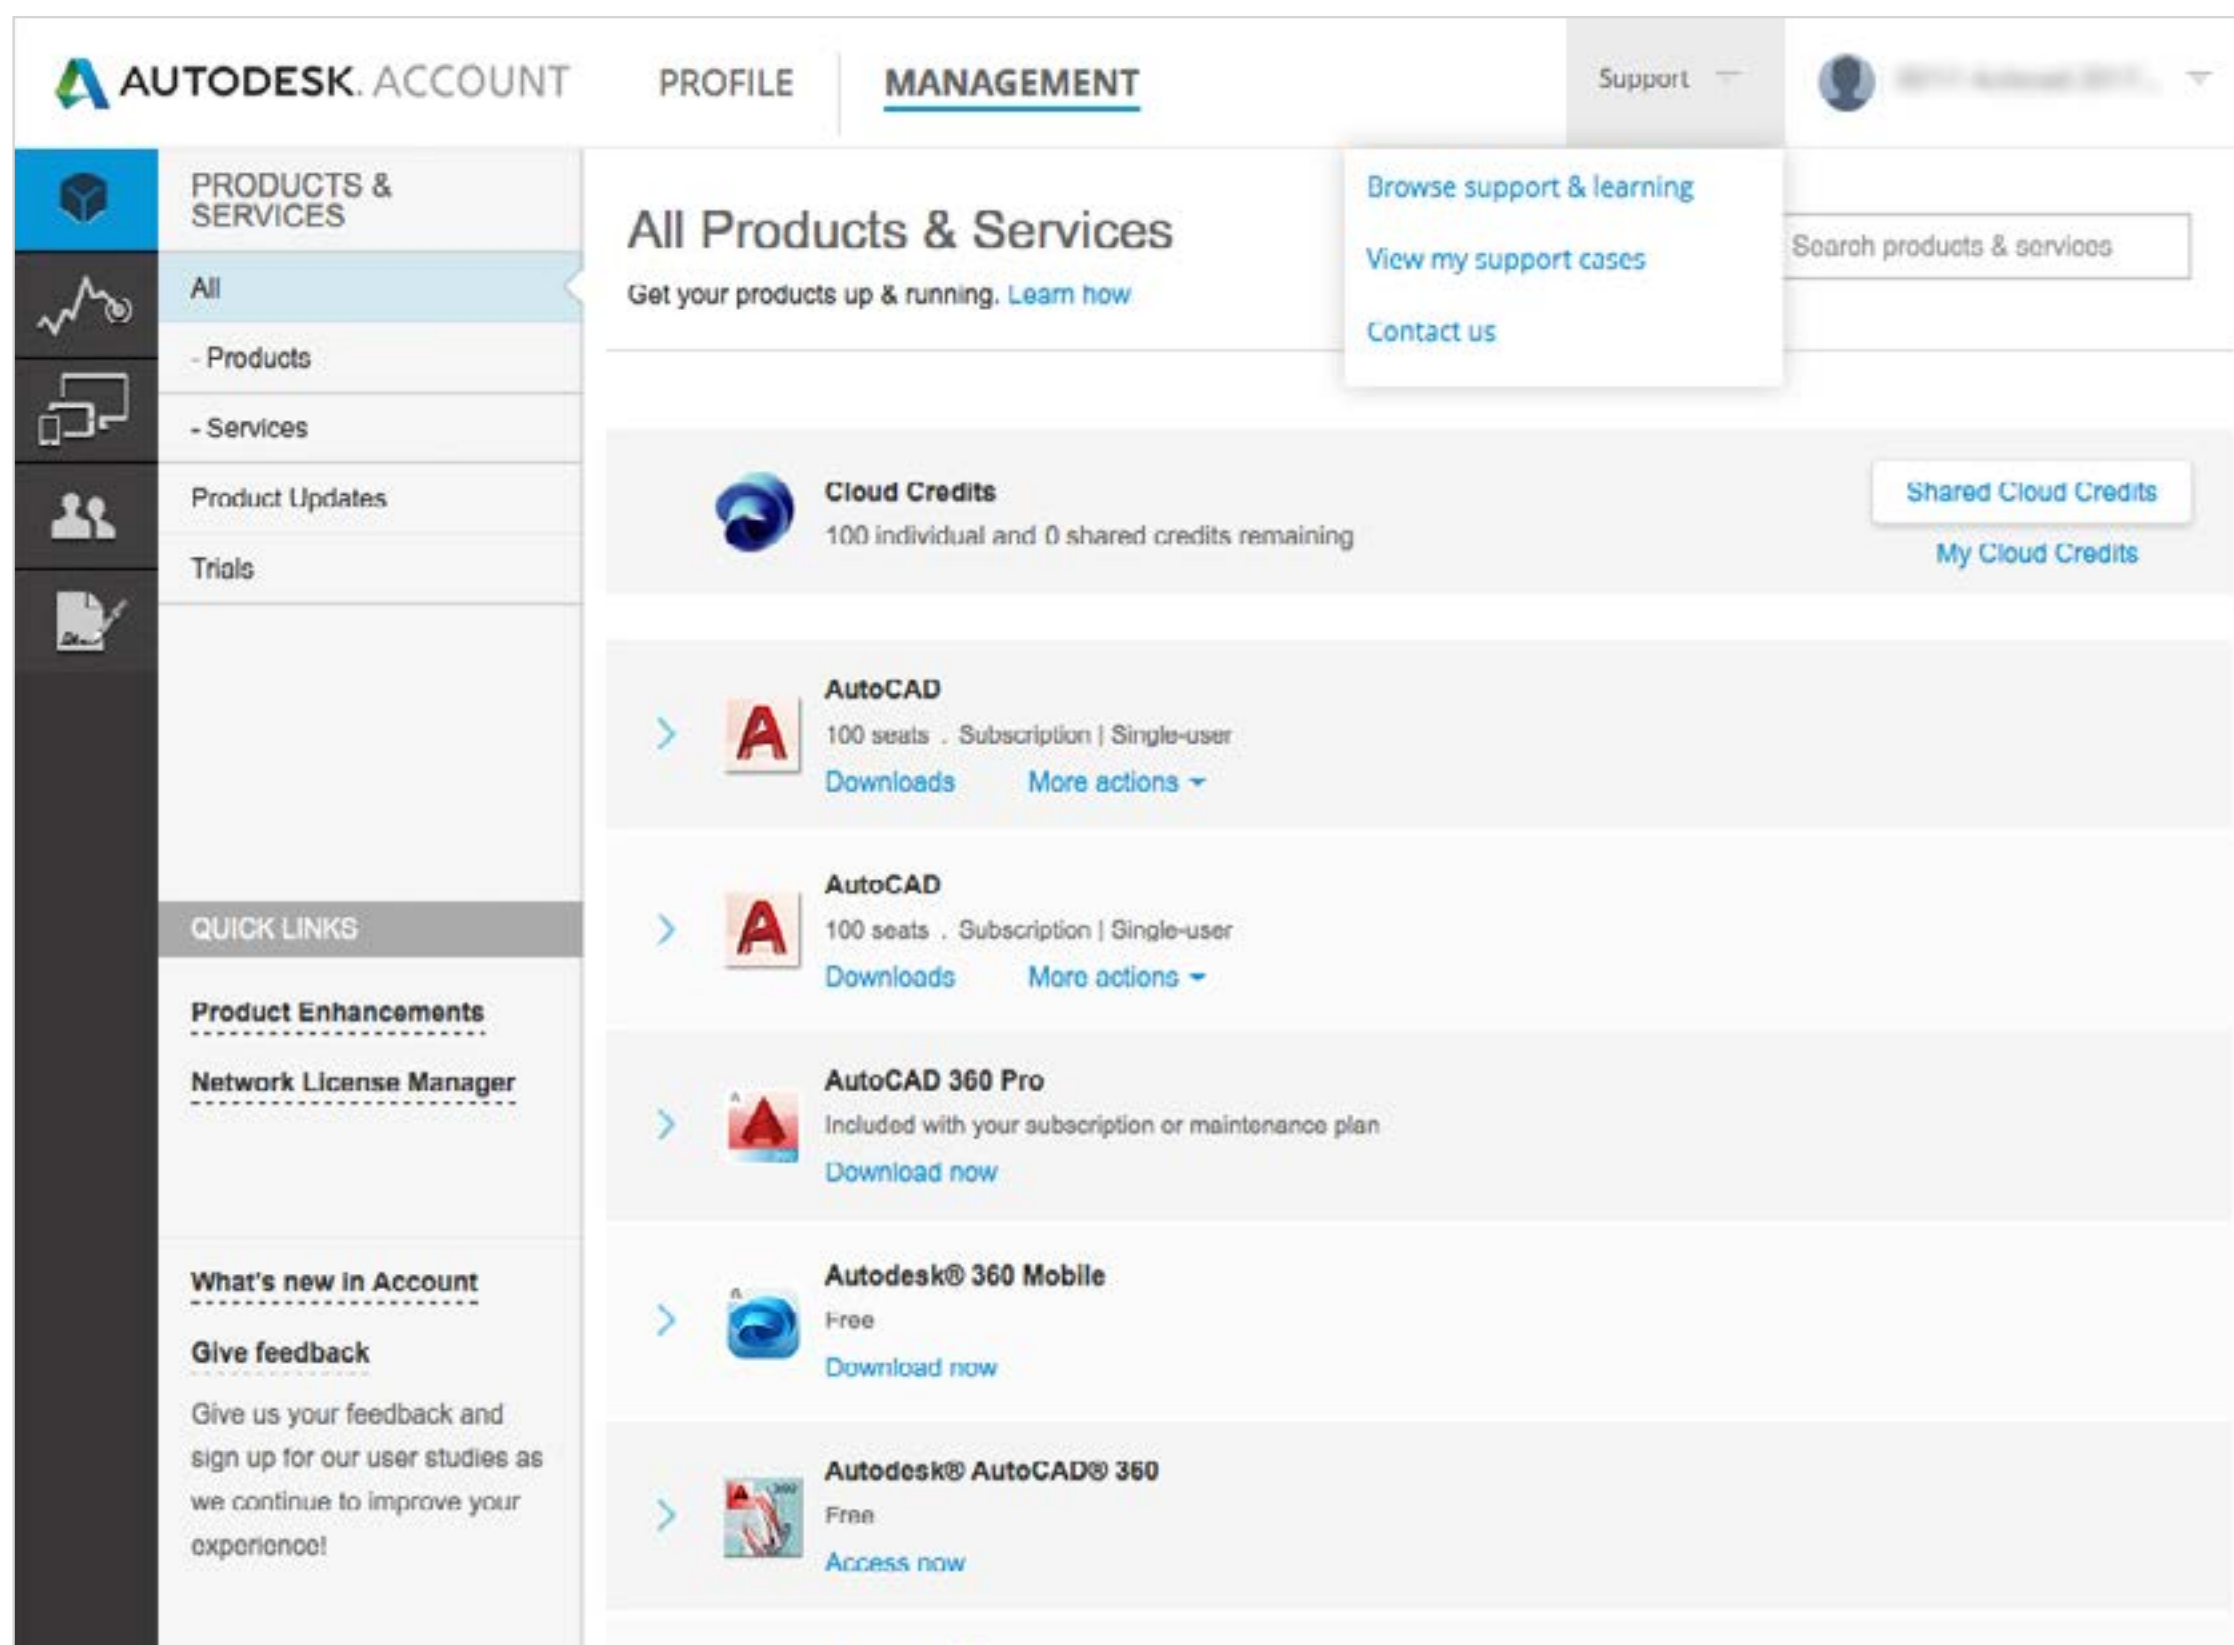 AUTODESK. ACCOUNT
PROFILE
MANAGEMENT
Support
Browse support & learning
View my support cases
Contact us
PRODUCTS &
SERVICES
All
- Products
- Services
Product Updates
Trials
QUICK LINKS
Product Enhancements
Network License Manager
What's new in Account
Give feedback
Give us your feedback and
sign up for our user studies as
we continue to improve your
experience!
All Products & Services
Get your products up & running. Learn how
Search products & services
Cloud Credits
100 individual and 0 shared credits remaining
Shared Cloud Credits
My Cloud Credits
AutoCAD
100 seats . Subscription | Single-user
Downloads More actions
AutoCAD
100 seats . Subscription | Single-user
Downloads More actions
AutoCAD 360 Pro
Included with your subscription or maintenance plan
Download now
Autodesk® 360 Mobile
Free
Download now
Autodesk® AutoCAD® 360
Free
Access now